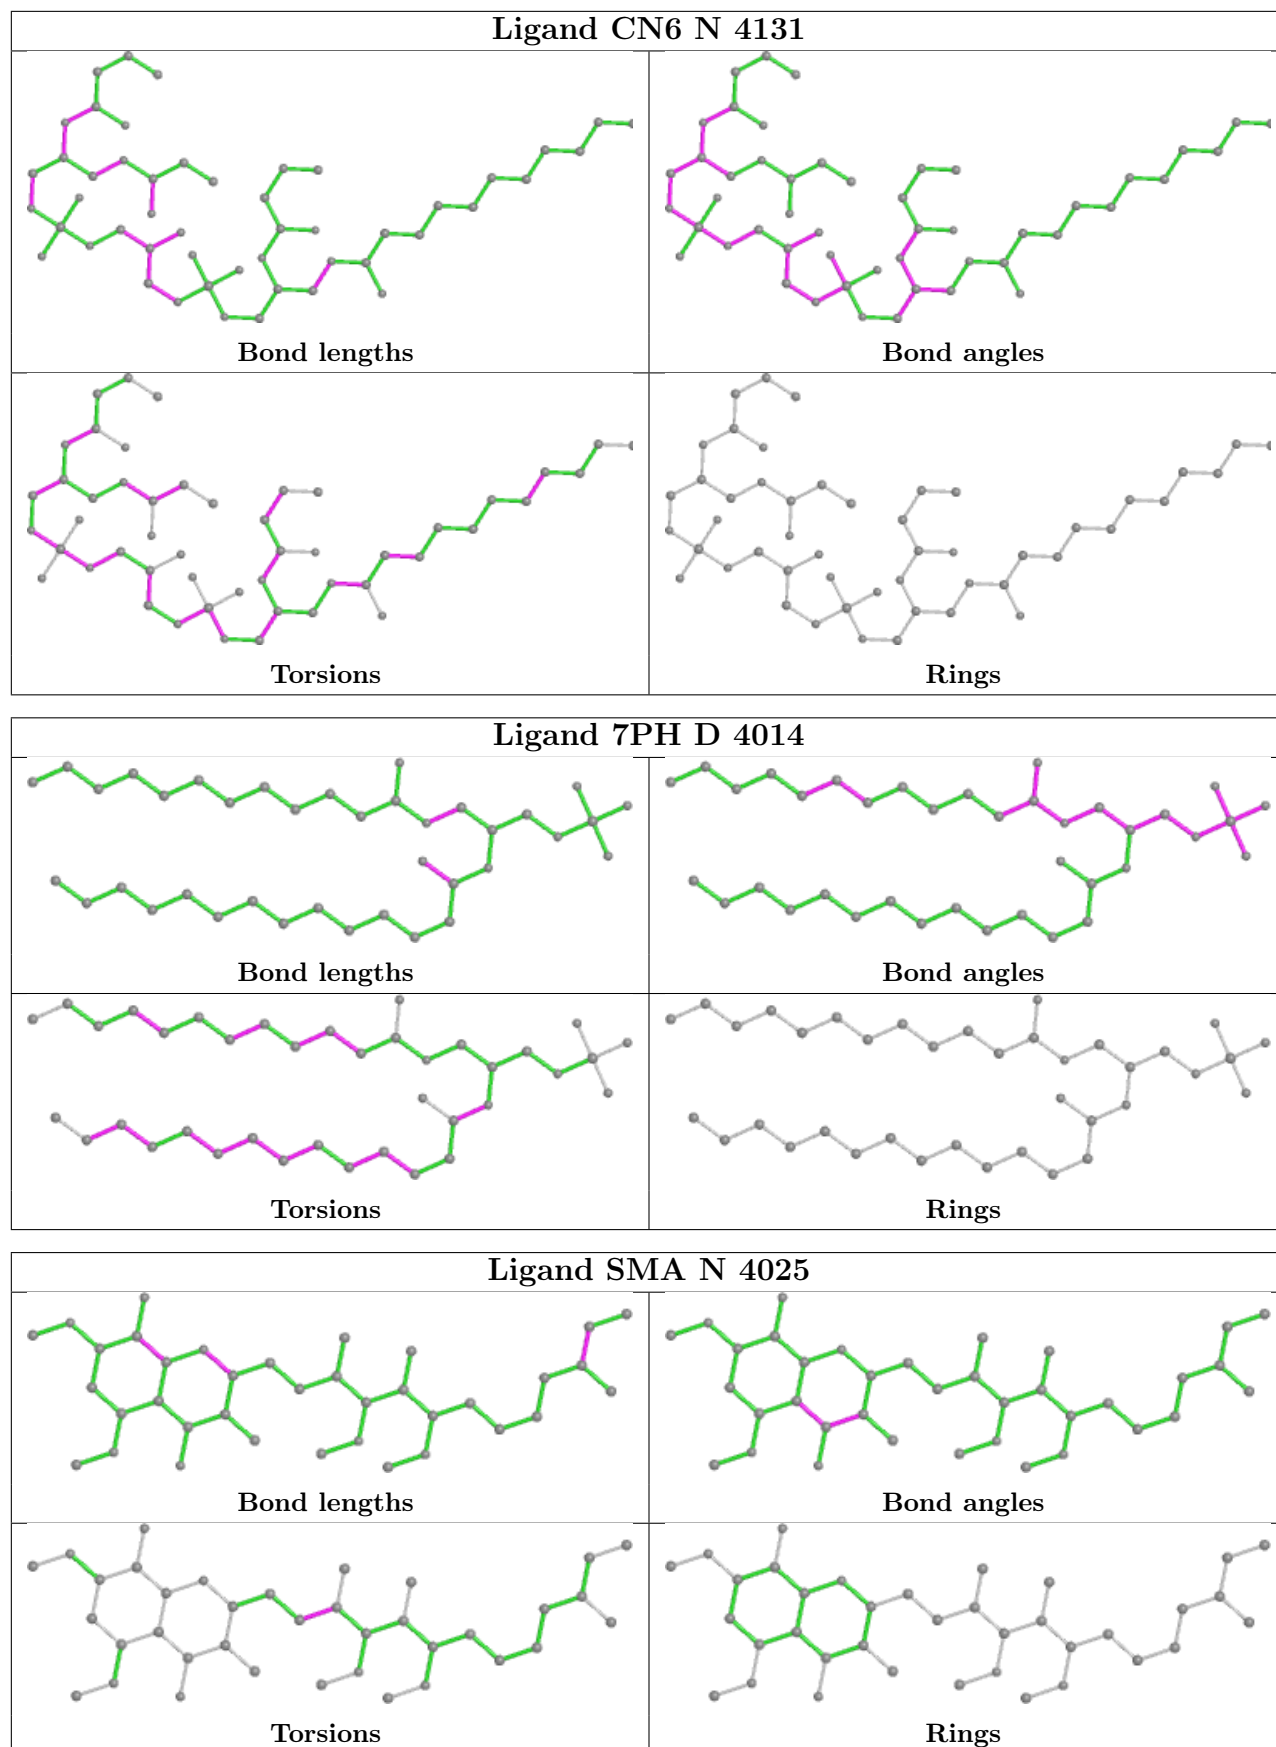 Ligand CN6 N 4131
Bond lengths
Bond angles
Torsions
Rings
Ligand 7PH D 4014
Bond lengths
Bond angles
Torsions
Rings
Ligand SMA N 4025
Bond lengths
Bond angles
Torsions
Rings